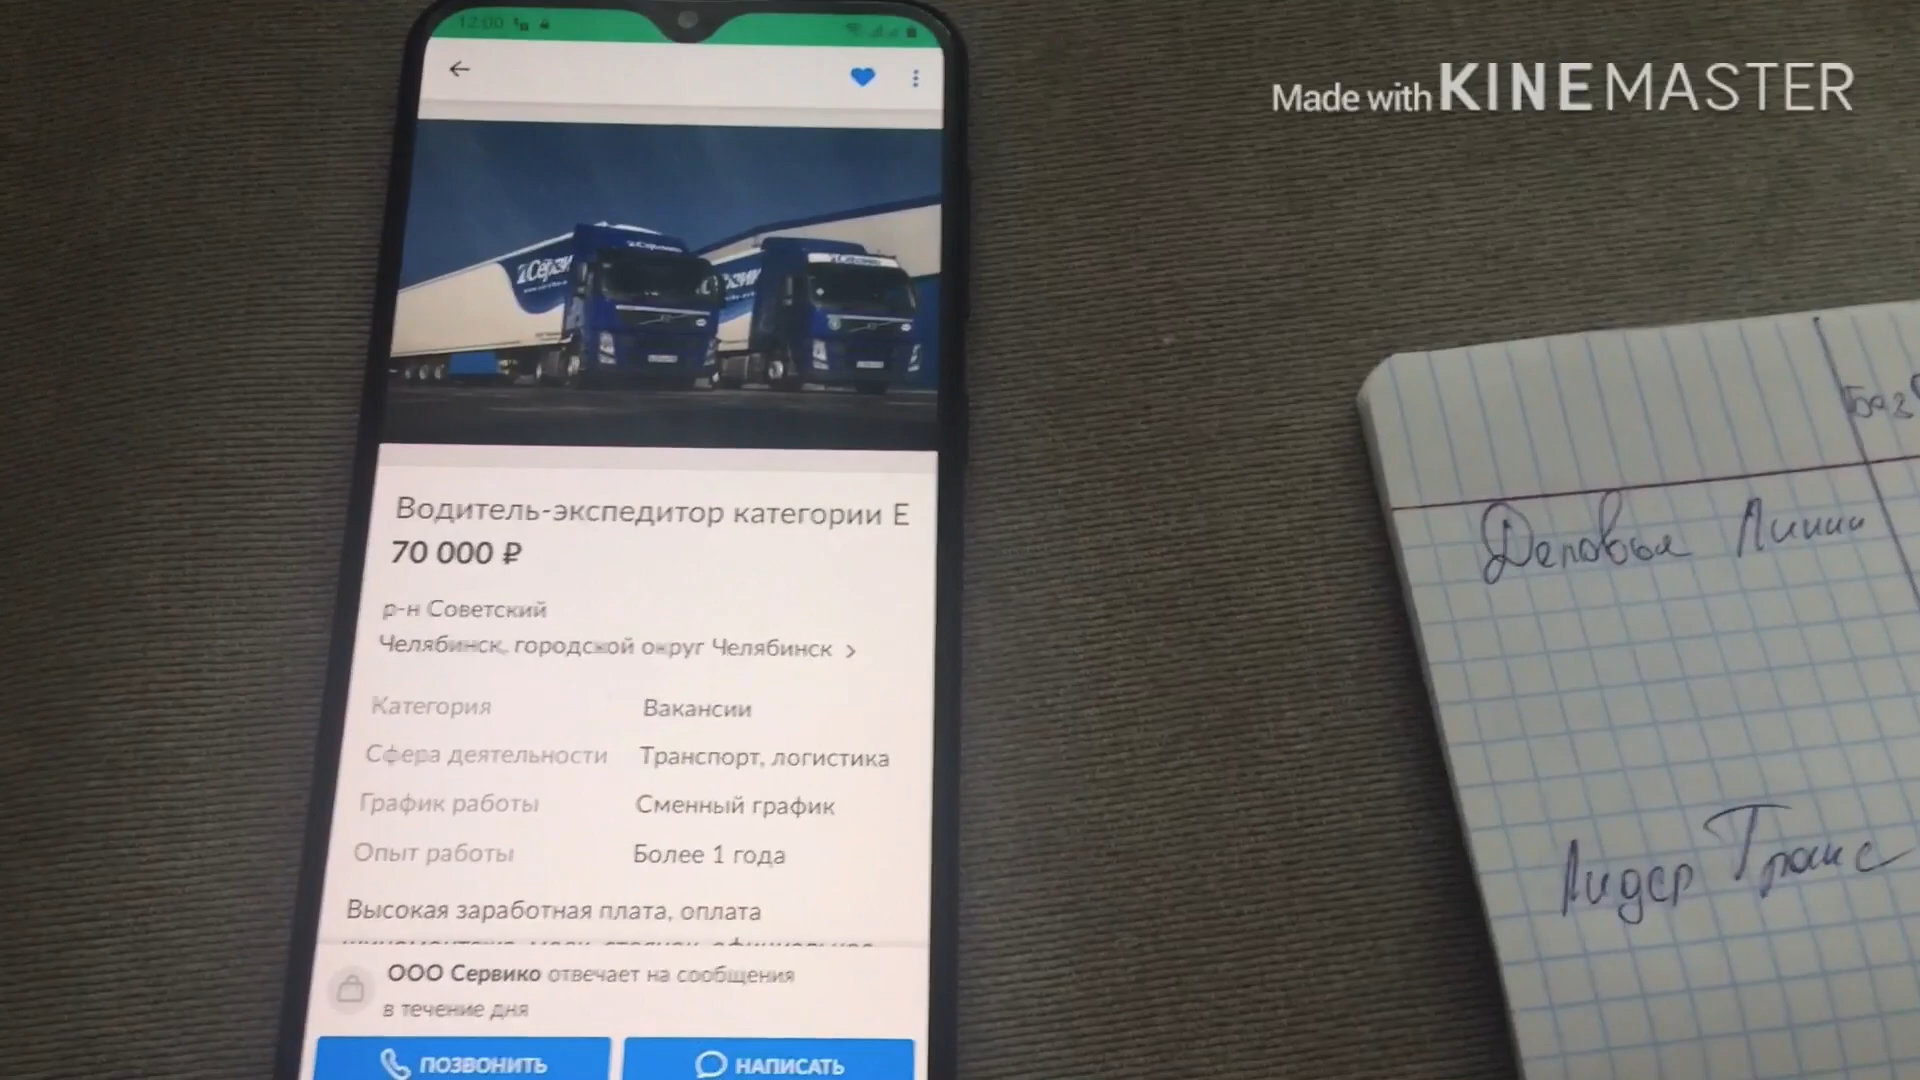 12:00
Made with KINEMASTER
Водитель-экспедитор категории Е
70 000 ₽
р-н Советский
Челябинск, городской округ Челябинск >
Категория Вакансии
Сфера деятельности Транспорт, логистика
График работы Сменный график
Опыт работы Более 1 года
Высокая заработная плата, оплата
ООО Сервико отвечает на сообщения
в течение дня
ПОЗВОНИТЬ НАПИСАТЬ
Деловые Линии
Лидер Транс